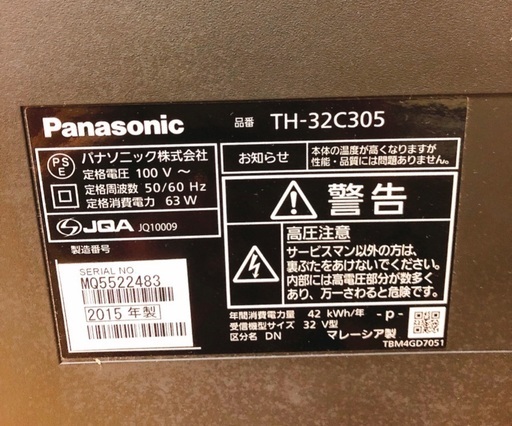 Panasonic
品番 TH-32C305
PS
E
パナソニック株式会社
定格電圧 100 V ～
定格周波数 50/60 Hz
定格消費電力 63 W
JQA JQ10009
製造番号
SERIAL NO
MQ5522483
2015 年製
お知らせ
本体の温度が高くなりますが
性能・品質には問題ありません
警告
高圧注意
サービスマン以外の方は、
裏ぶたをあけないでください。
内部には高電圧部分が数多く
あり、万一さわると危険です。
年間消費電力量 42 kWh/年
受信機型サイズ 32 V型
区分名 DN
-p-
マレーシア製
TBM4GD7051